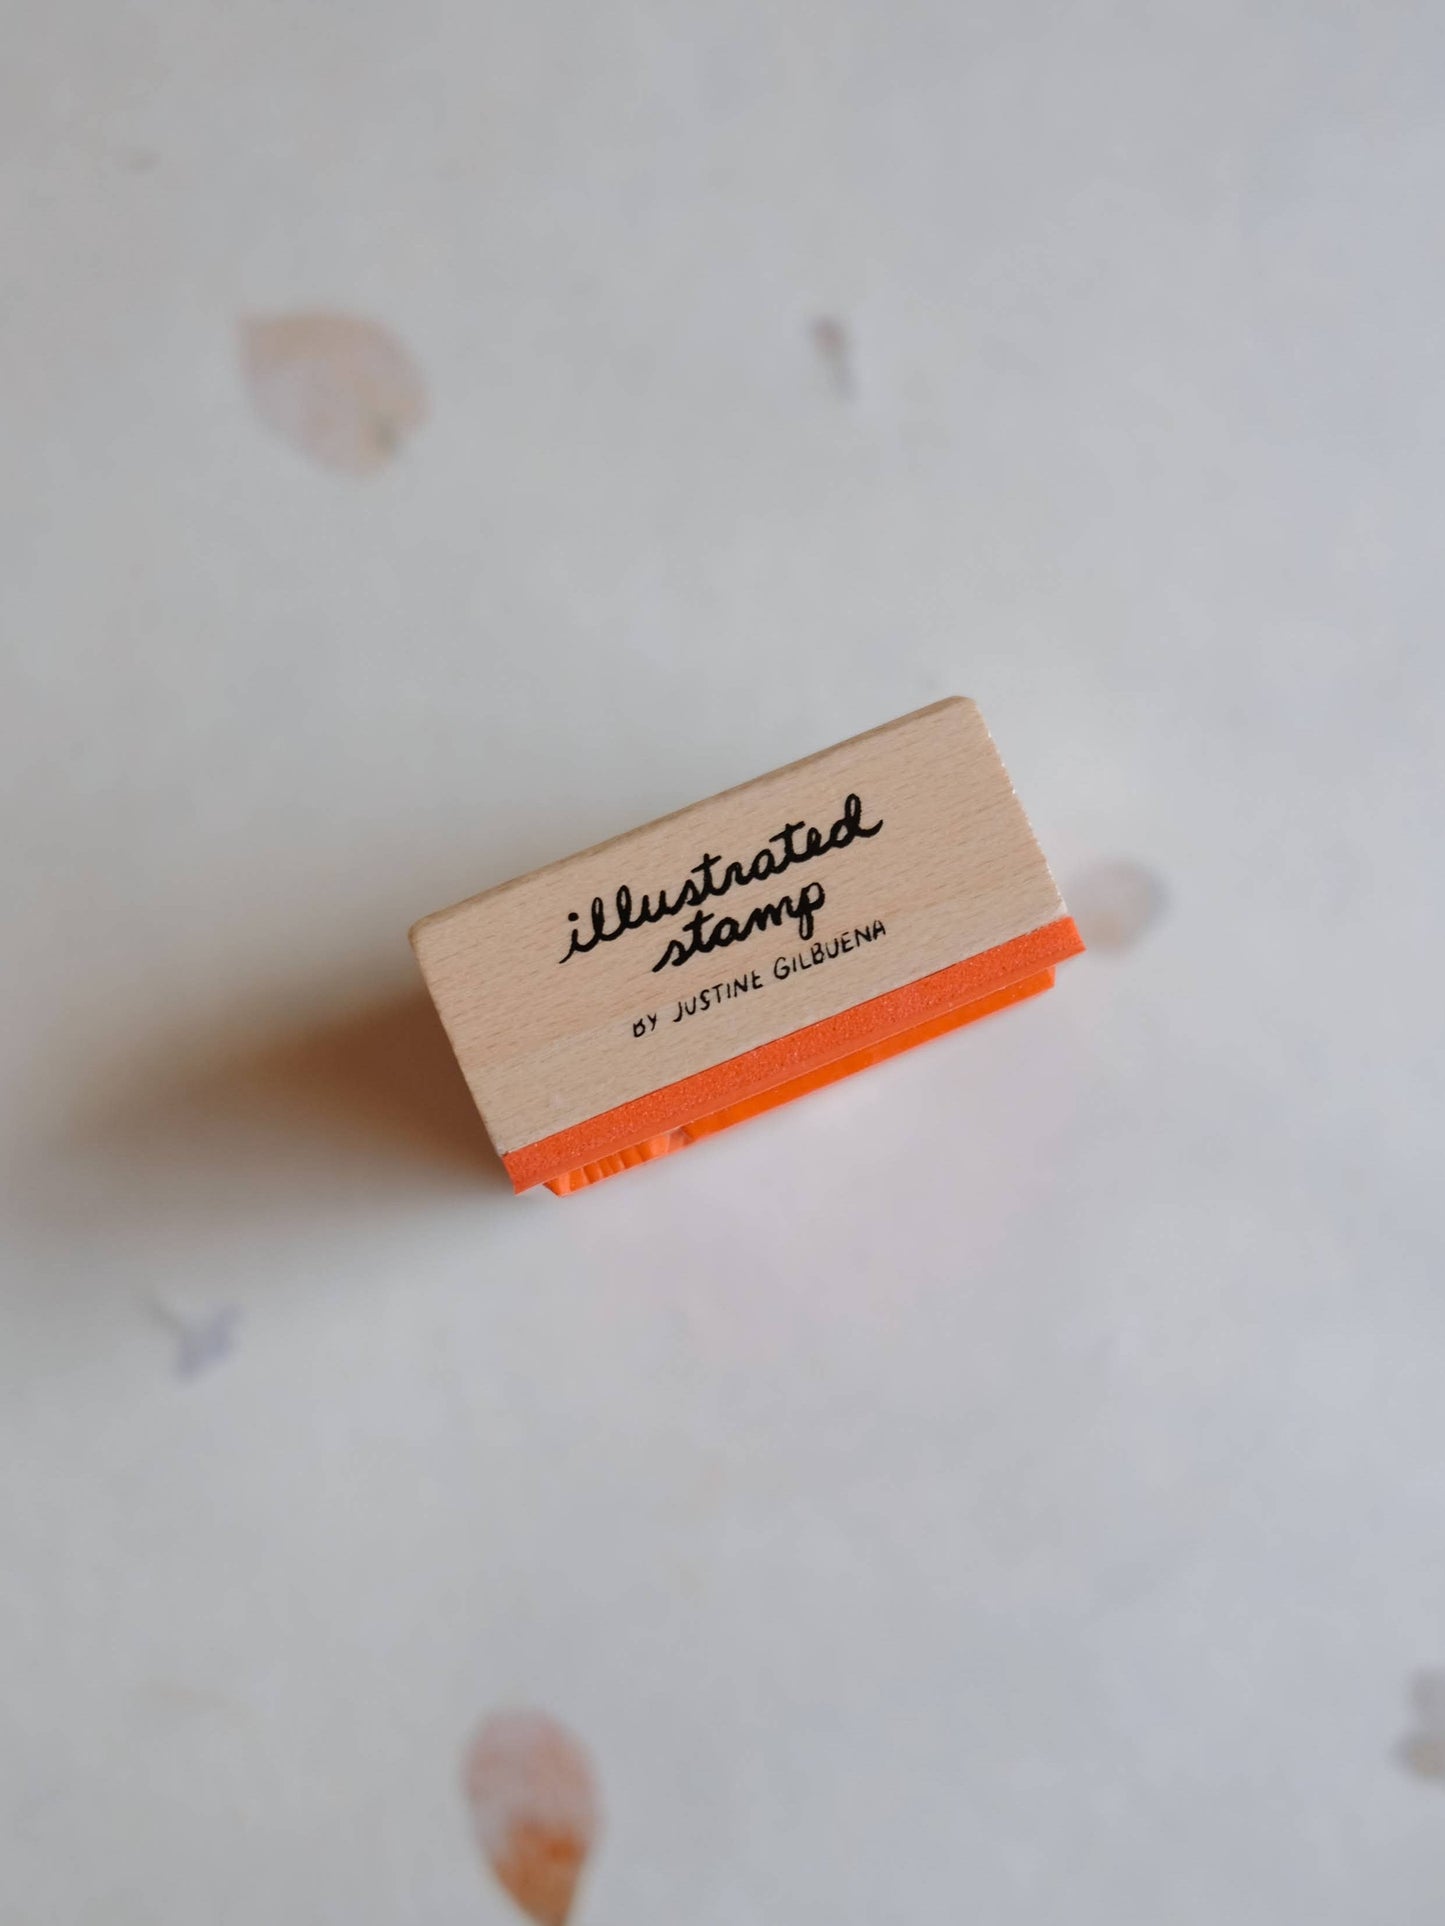 illustrated
stamp
BY JUSTINE GILBUENA